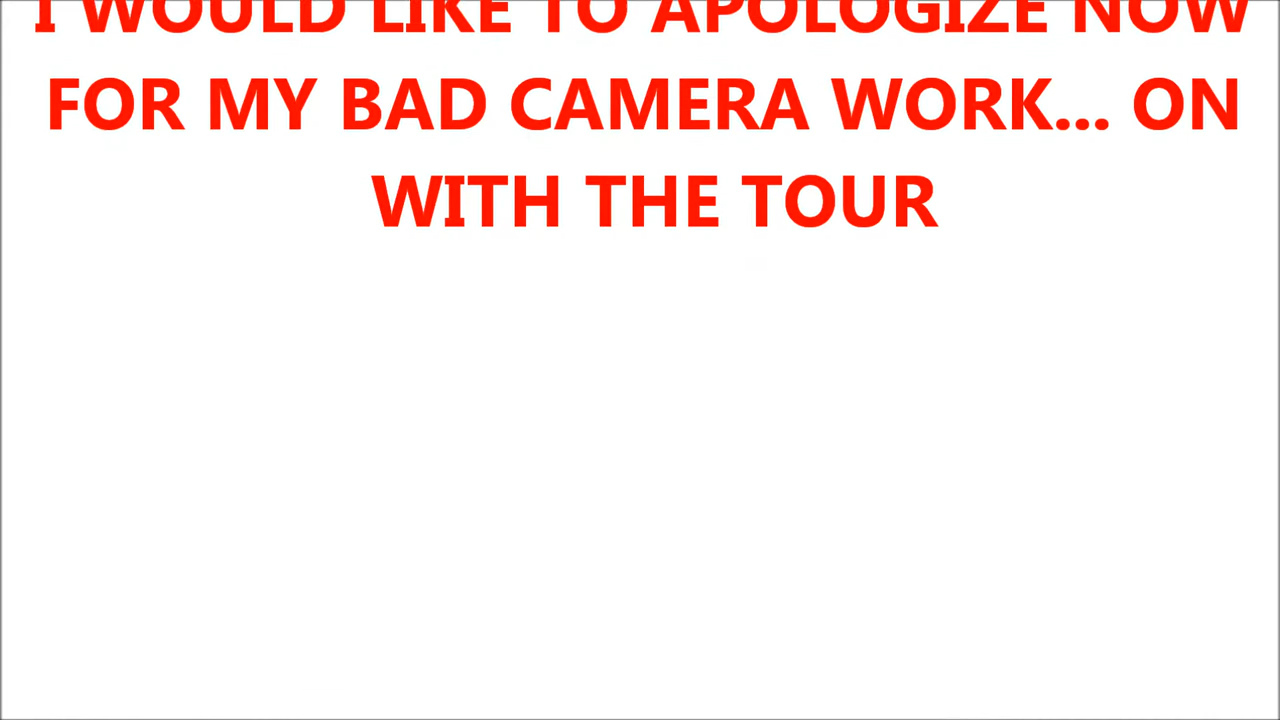 I WOULD LIKE TO APOLOGIZE NOW
FOR MY BAD CAMERA WORK... ON
WITH THE TOUR